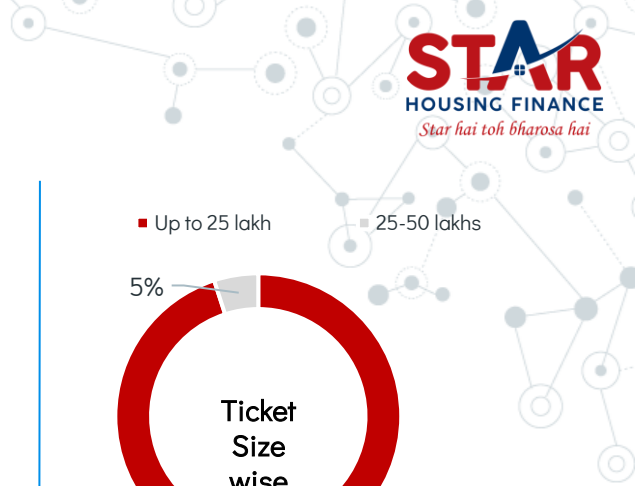 STAR
HOUSING FINANCE
Star hai toh bharosa hai
Up to 25 lakh
25-50 lakhs
5%
Ticket
Size
wise